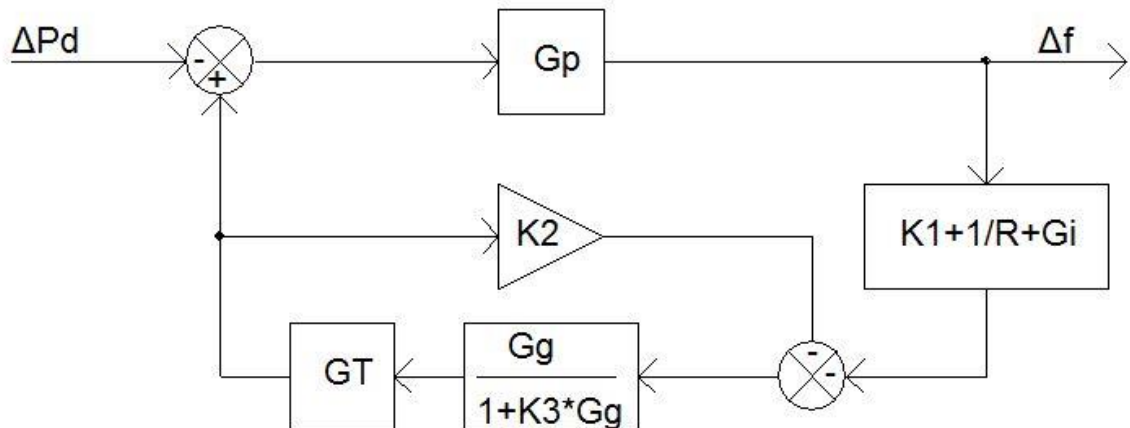 ΔPd
-
+
Gp
Δf
K2
K1+1/R+Gi
GT
Gg
1+K3*Gg
-
-